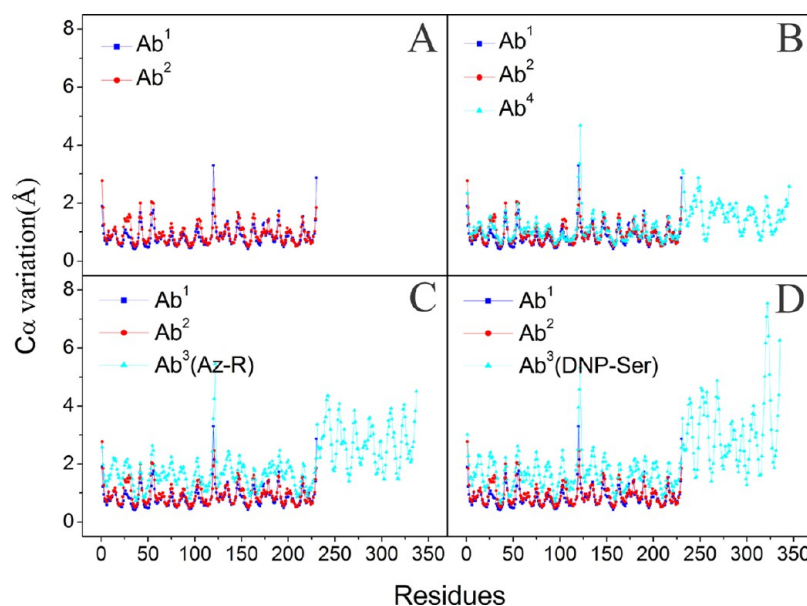 A
Ab¹
Ab²
B
Ab¹
Ab²
Ab⁴
C
Ab¹
Ab²
Ab³(Az-R)
D
Ab¹
Ab²
Ab³(DNP-Ser)
Cα variation(Å)
8
6
4
2
0
8
6
4
2
0
0 50 100 150 200 250 300 350
0 50 100 150 200 250 300 350
Residues